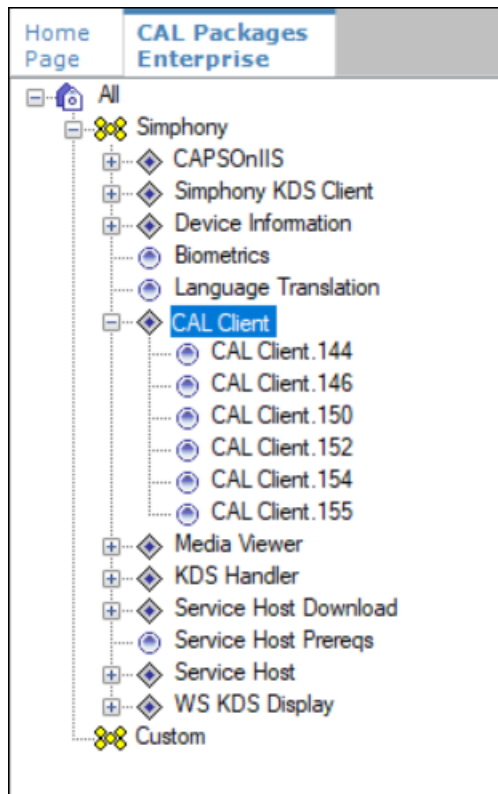 Home Page
CAL Packages Enterprise
All
Simphony
CAPSOnIIS
Simphony KDS Client
Device Information
Biometrics
Language Translation
CAL Client
CAL Client.144
CAL Client.146
CAL Client.150
CAL Client.152
CAL Client.154
CAL Client.155
Media Viewer
KDS Handler
Service Host Download
Service Host Prereqs
Service Host
WS KDS Display
Custom